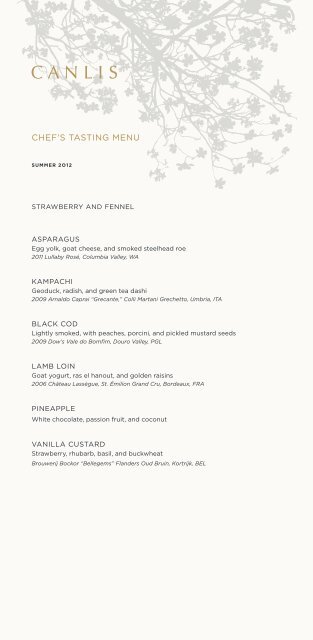 CANLIS
CHEF'S TASTING MENU
SUMMER 2012
STRAWBERRY AND FENNEL
ASPARAGUS
Egg yolk, goat cheese, and smoked steelhead roe
2011 Lullaby Rosé, Columbia Valley, WA
KAMPACHI
Geoduck, radish, and green tea dashi
2009 Arnaldo Caprai "Grecante," Colli Martani Grechetto, Umbria, ITA
BLACK COD
Lightly smoked, with peaches, porcini, and pickled mustard seeds
2009 Dow's Vale do Bomfim, Douro Valley, PGL
LAMB LOIN
Goat yogurt, ras el hanout, and golden raisins
2006 Château Lassègue, St. Émilion Grand Cru, Bordeaux, FRA
PINEAPPLE
White chocolate, passion fruit, and coconut
VANILLA CUSTARD
Strawberry, rhubarb, basil, and buckwheat
Brouwerij Bockor "Bellegems" Flanders Oud Bruin, Kortrijk, BEL